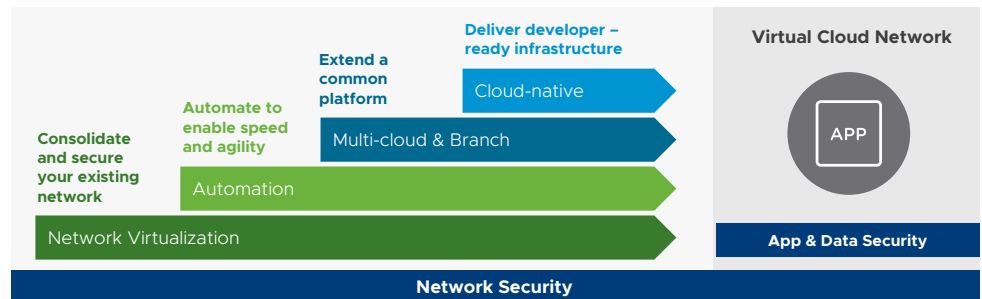 Deliver developer –
ready infrastructure
Cloud-native
Extend a
common
platform
Multi-cloud & Branch
Automate to
enable speed
and agility
Automation
Consolidate
and secure
your existing
network
Network Virtualization
Virtual Cloud Network
APP
App & Data Security
Network Security